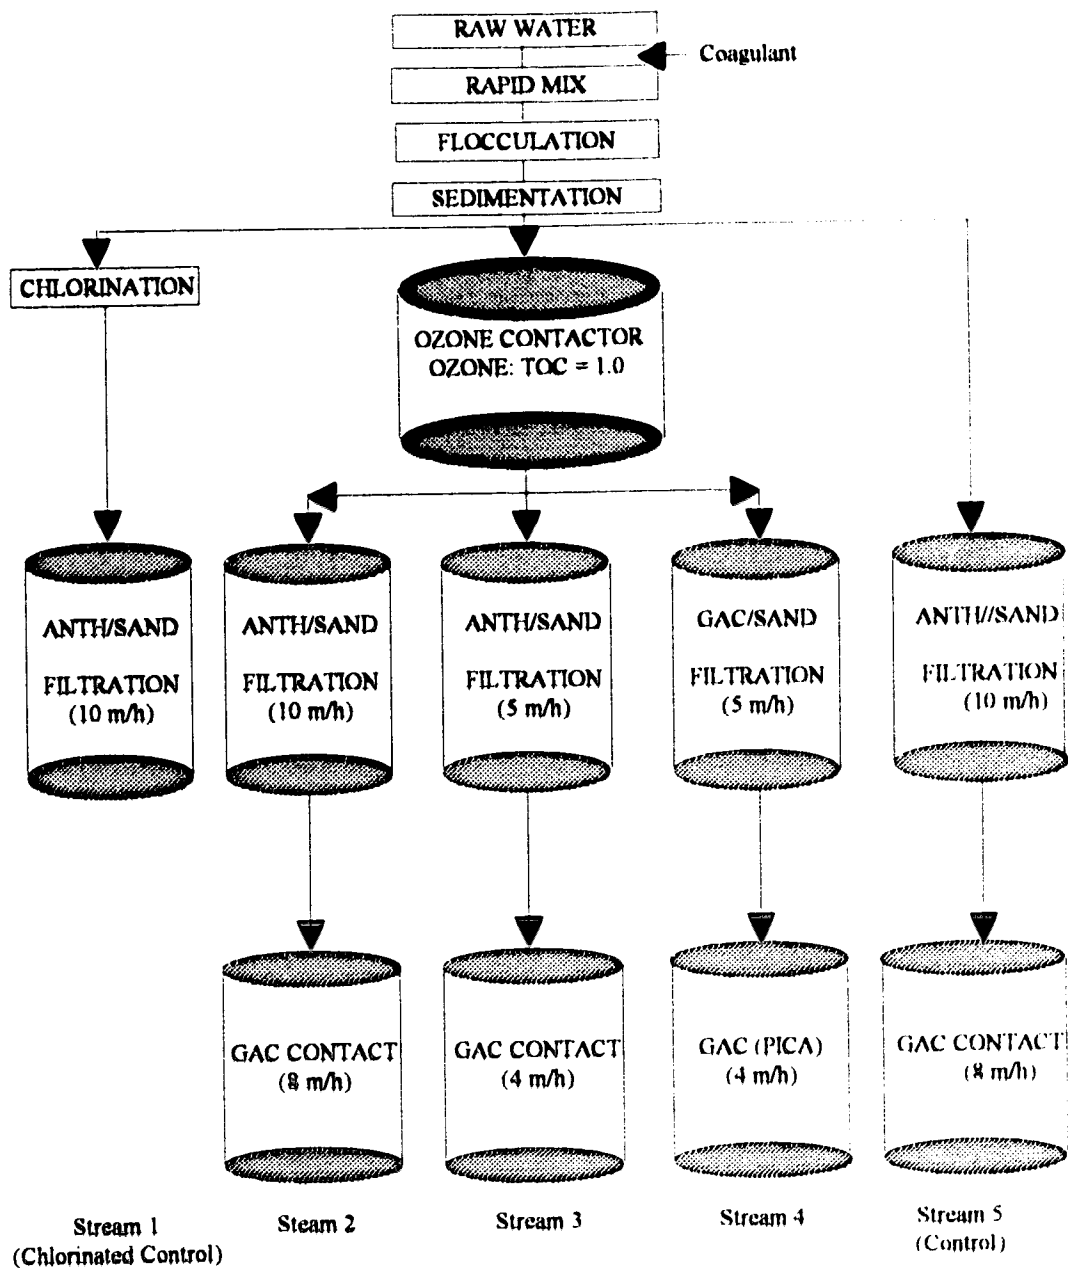 RAW WATER
Coagulant
RAPID MIX
FLOCCULATION
SEDIMENTATION
CHLORINATION
OZONE CONTACTOR
OZONE: TOC = 1.0
ANTH/SAND
FILTRATION
(10 m/h)
ANTH/SAND
FILTRATION
(10 m/h)
ANTH/SAND
FILTRATION
(5 m/h)
GAC/SAND
FILTRATION
(5 m/h)
ANTH//SAND
FILTRATION
(10 m/h)
GAC CONTACT
(8 m/h)
GAC CONTACT
(4 m/h)
GAC (PICA)
(4 m/h)
GAC CONTACT
(8 m/h)
Stream 1
(Chlorinated Control)
Steam 2
Stream 3
Stream 4
Stream 5
(Control)